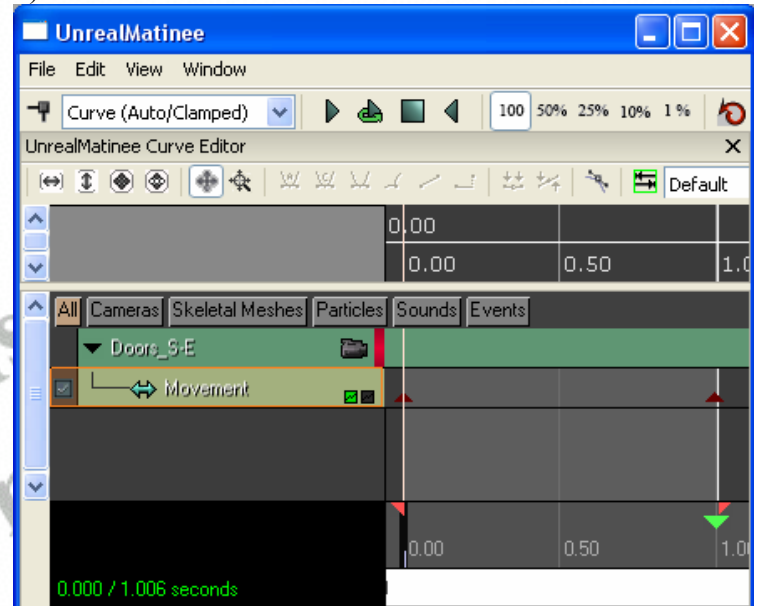 UnrealMatinee
File Edit View Window
Curve (Auto/Clamped) 100 50% 25% 10% 1%
UnrealMatinee Curve Editor
Default
0.00
0.00 0.50
All Cameras Skeletal Meshes Particles Sounds Events
Doors_S-E
Movement
0.00 0.50
0.000 / 1.006 seconds